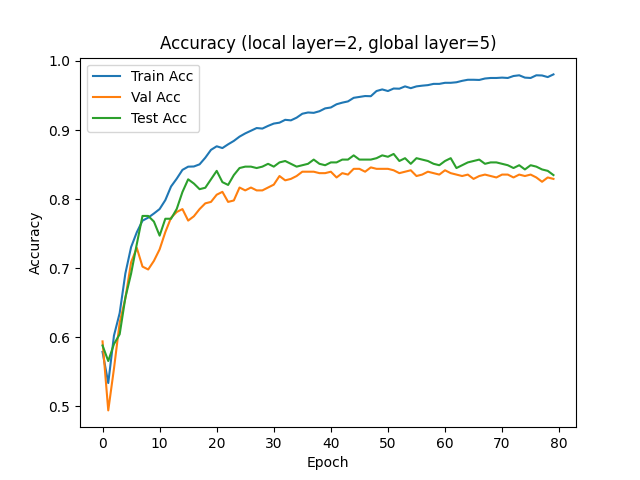 Accuracy (local layer=2, global layer=5)
Train Acc
Val Acc
Test Acc
1.0
0.9
0.8
0.7
0.6
0.5
Accuracy
0 10 20 30 40 50 60 70 80
Epoch